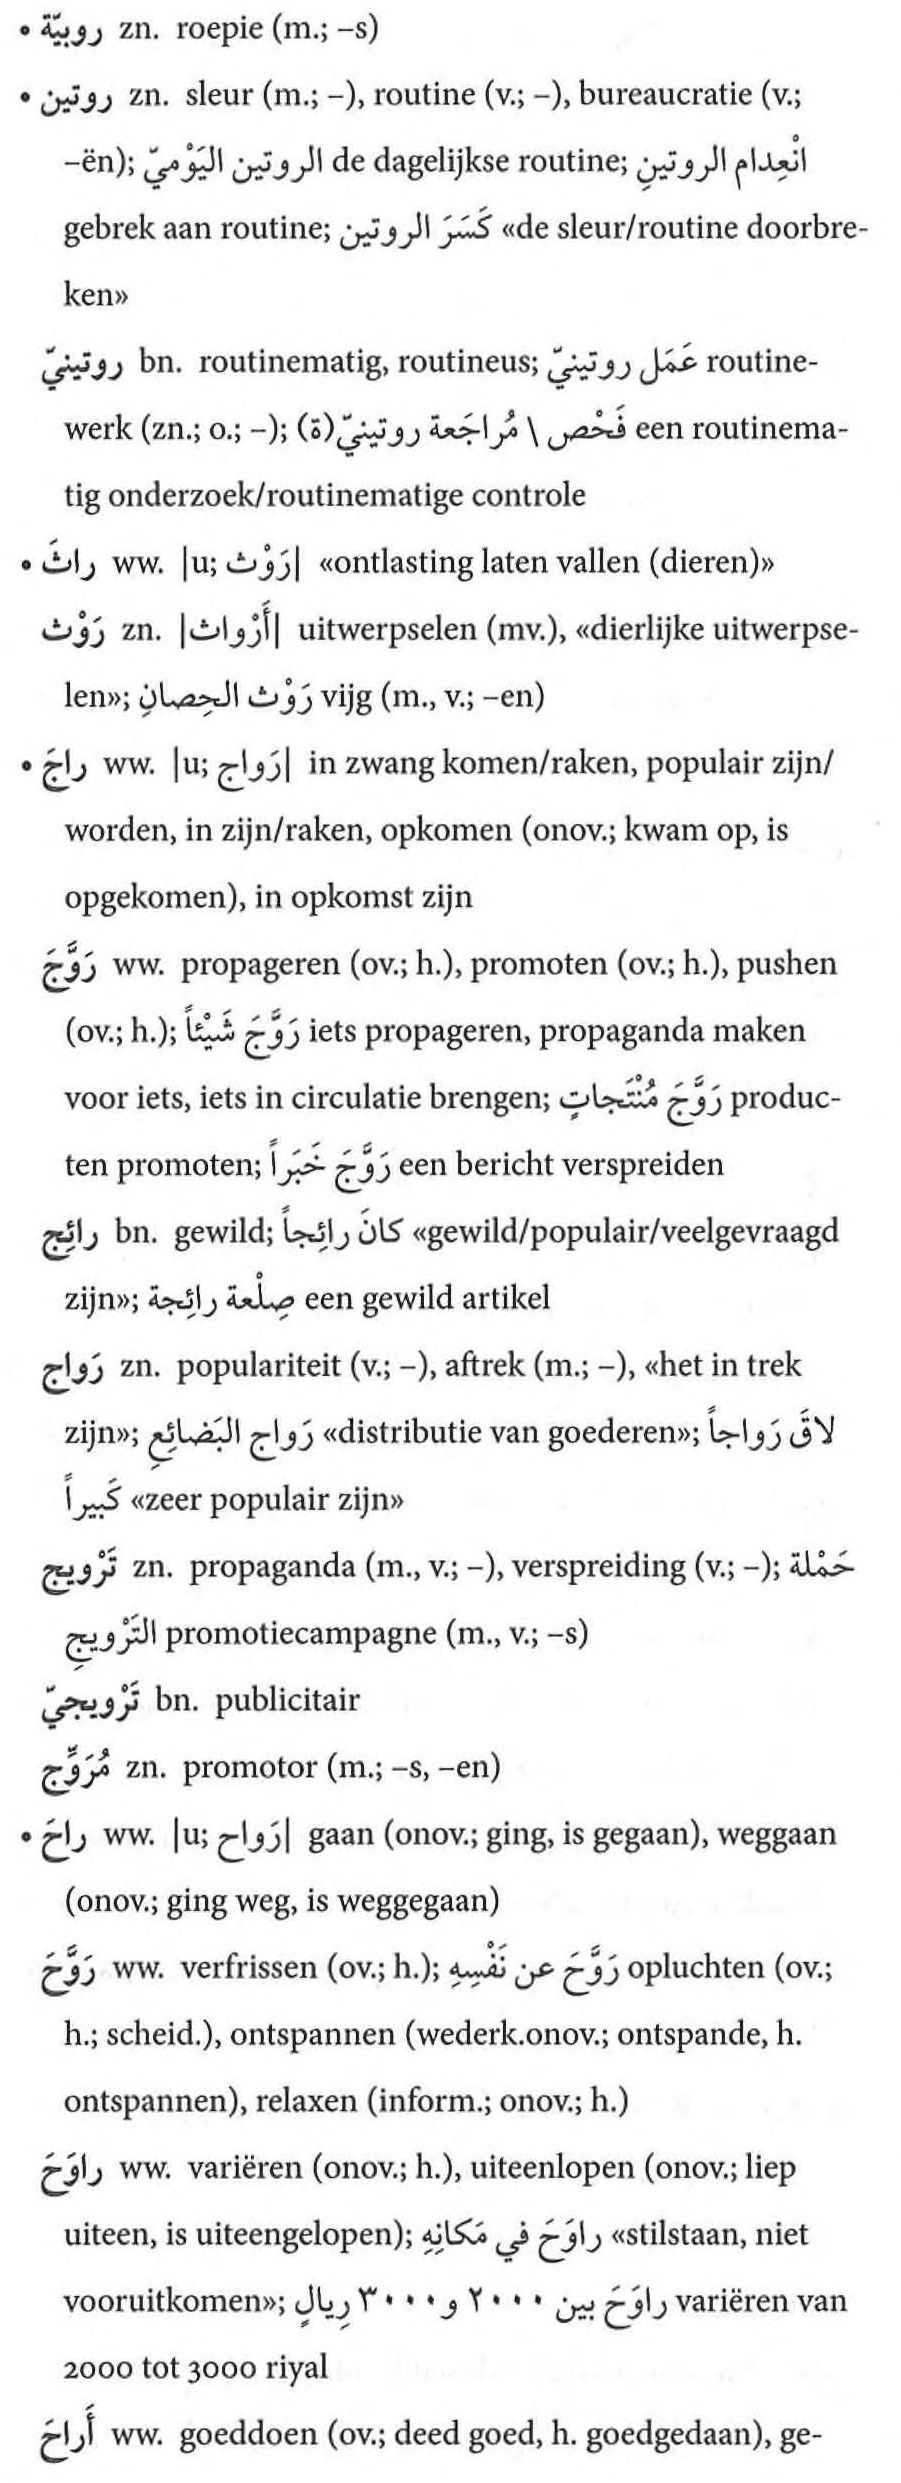 • روبيّة zn. roepie (m.; –s)
• روتين zn. sleur (m.; –), routine (v.; –), bureaucratie (v.;
–ën); الروتين اليَوْميّ de dagelijkse routine; انْعِدام الروتينِ
gebrek aan routine; كَسَرَ الروتين «de sleur/routine doorbre-
ken»
روتينيّ bn. routinematig, routineus; عَمَل روتينيّ routine-
werk (zn.; o.; –); فَحْص \ مُراجَعة روتينيّ(ة) een routinema-
tig onderzoek/routinematige controle
• راثَ ww. |u; رَوْث| «ontlasting laten vallen (dieren)»
رَوْث zn. |أَرْواث| uitwerpselen (mv.), «dierlijke uitwerpse-
len»; رَوْث الحِصانِ vijg (m., v.; –en)
• راجَ ww. |u; رَواج| in zwang komen/raken, populair zijn/
worden, in zijn/raken, opkomen (onov.; kwam op, is
opgekomen), in opkomst zijn
رَوَّجَ ww. propageren (ov.; h.), promoten (ov.; h.), pushen
(ov.; h.); رَوَّجَ شَيْئاً iets propageren, propaganda maken
voor iets, iets in circulatie brengen; رَوَّجَ مُنْتَجاتٍ produc-
ten promoten; رَوَّجَ خَبَراً een bericht verspreiden
رائِج bn. gewild; كانَ رائِجاً «gewild/populair/veelgevraagd
zijn»; صِلْعة رائِجة een gewild artikel
رَواج zn. populariteit (v.; –), aftrek (m.; –), «het in trek
zijn»; رَواج البَضائِعِ «distributie van goederen»; لاقَ رَواجاً
كَبيراً «zeer populair zijn»
تَرْويج zn. propaganda (m., v.; –), verspreiding (v.; –); حَمْلة
التَرْويجِ promotiecampagne (m., v.; –s)
تَرْويجيّ bn. publicitair
مُرَوِّج zn. promotor (m.; –s, –en)
• راحَ ww. |u; رَواح| gaan (onov.; ging, is gegaan), weggaan
(onov.; ging weg, is weggegaan)
رَوَّحَ ww. verfrissen (ov.; h.); رَوَّحَ عن نَفْسِهِ opluchten (ov.;
h.; scheid.), ontspannen (wederk.onov.; ontspande, h.
ontspannen), relaxen (inform.; onov.; h.)
راوَحَ ww. variëren (onov.; h.), uiteenlopen (onov.; liep
uiteen, is uiteengelopen); راوَحَ في مَكانِهِ «stilstaan, niet
vooruitkomen»; راوَحَ بين ٢٠٠٠ و ٣٠٠٠ رِيالٍ variëren van
2000 tot 3000 riyal
أَراحَ ww. goeddoen (ov.; deed goed, h. goedgedaan), ge-